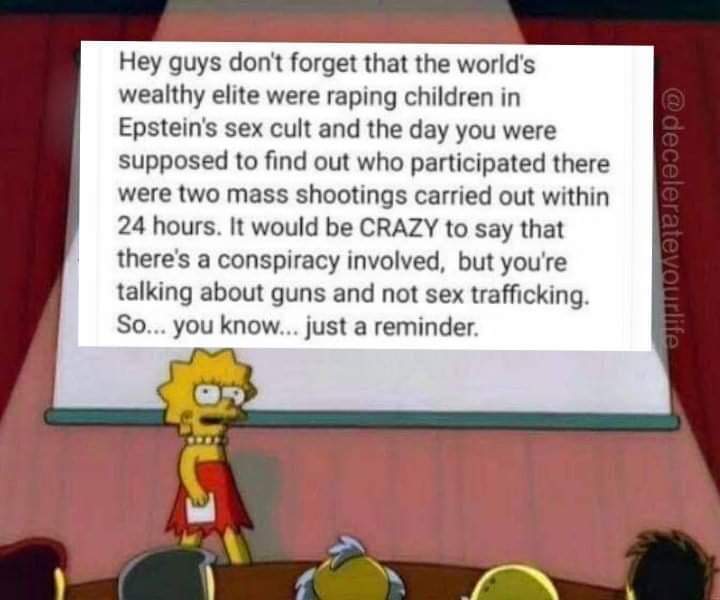 Hey guys don't forget that the world's
wealthy elite were raping children in
Epstein's sex cult and the day you were
supposed to find out who participated there
were two mass shootings carried out within
24 hours. It would be CRAZY to say that
there's a conspiracy involved, but you're
talking about guns and not sex trafficking.
So... you know... just a reminder.
@decelerateyourlife